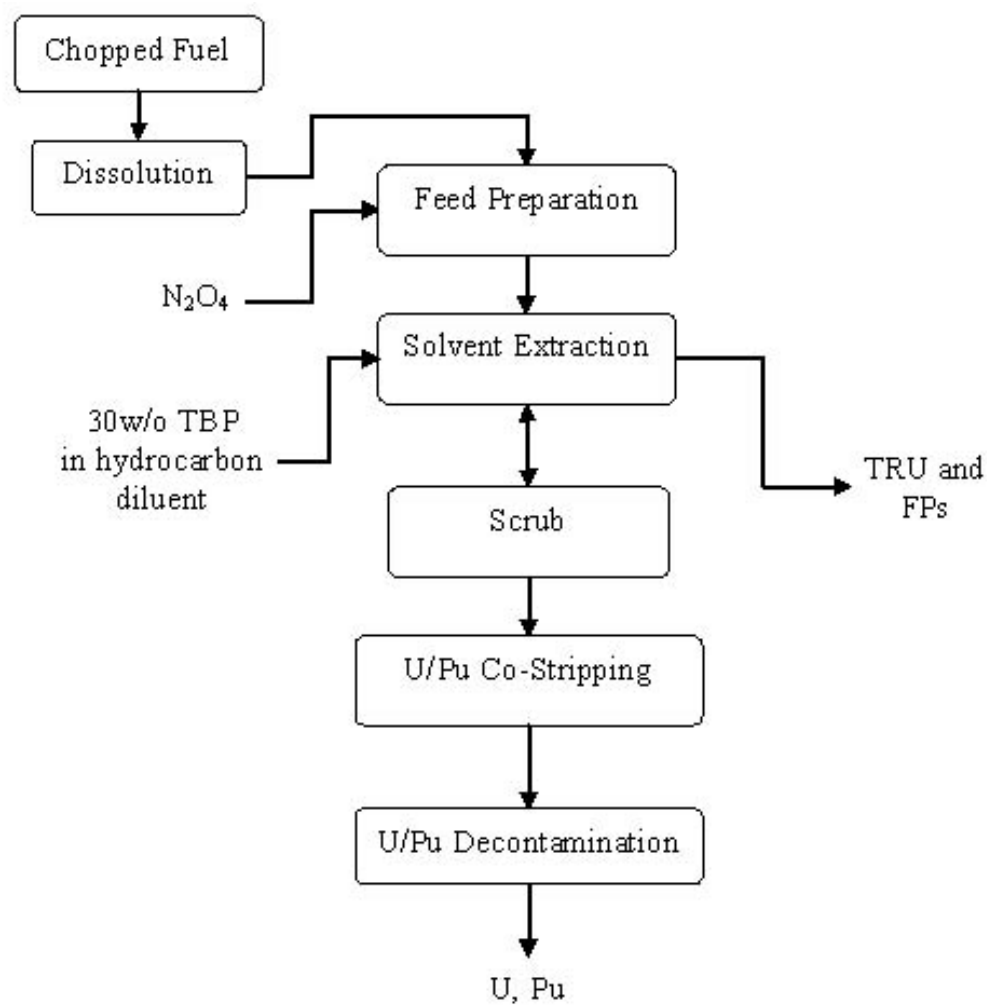 Chopped Fuel
Dissolution
Feed Preparation
N₂O₄
Solvent Extraction
30w/o TBP
in hydrocarbon
diluent
TRU and
FPs
Scrub
U/Pu Co-Stripping
U/Pu Decontamination
U, Pu